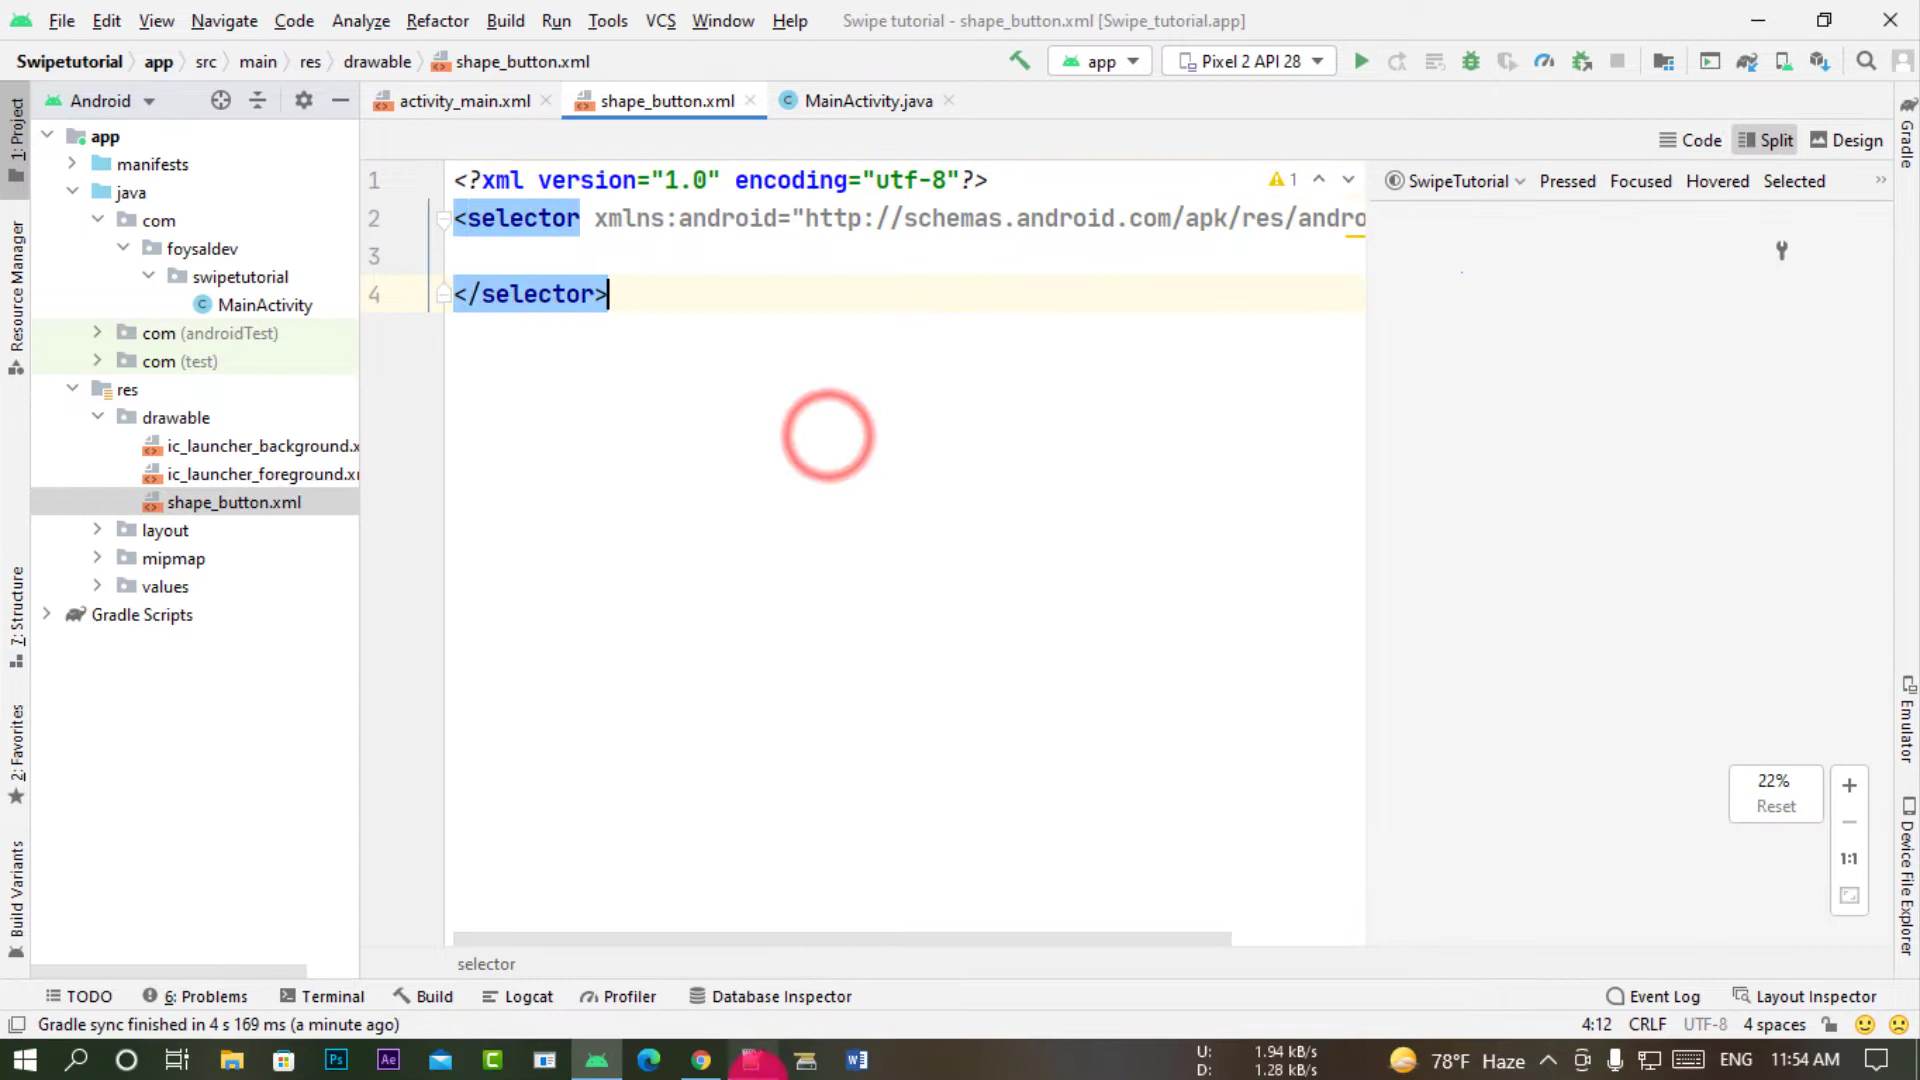 File Edit View Navigate Code Analyze Refactor Build Run Tools VCS Window Help Swipe tutorial - shape_button.xml [Swipe_tutorial.app]
Swipetutorial app src main res drawable shape_button.xml app Pixel 2 API 28
Android activity_main.xml shape_button.xml MainActivity.java
Code Split Design
1 <?xml version="1.0" encoding="utf-8"?> 1
2 <selector xmlns:android="http://schemas.android.com/apk/res/andro
3
4 </selector>
SwipeTutorial Pressed Focused Hovered Selected
app
manifests
java
com
foysaldev
swipetutorial
MainActivity
com (androidTest)
com (test)
res
drawable
ic_launcher_background.x
ic_launcher_foreground.xr
shape_button.xml
layout
mipmap
values
Gradle Scripts
1: Project
Resource Manager
7: Structure
2: Favorites
Build Variants
Gradle
Emulator
Device File Explorer
22%
Reset
1:1
selector
TODO 6: Problems Terminal Build Logcat Profiler Database Inspector Event Log Layout Inspector
Gradle sync finished in 4 s 169 ms (a minute ago) 4:12 CRLF UTF-8 4 spaces
Ps Ae C W
U: 1.94 kB/s
D: 1.28 kB/s
78°F Haze ENG 11:54 AM